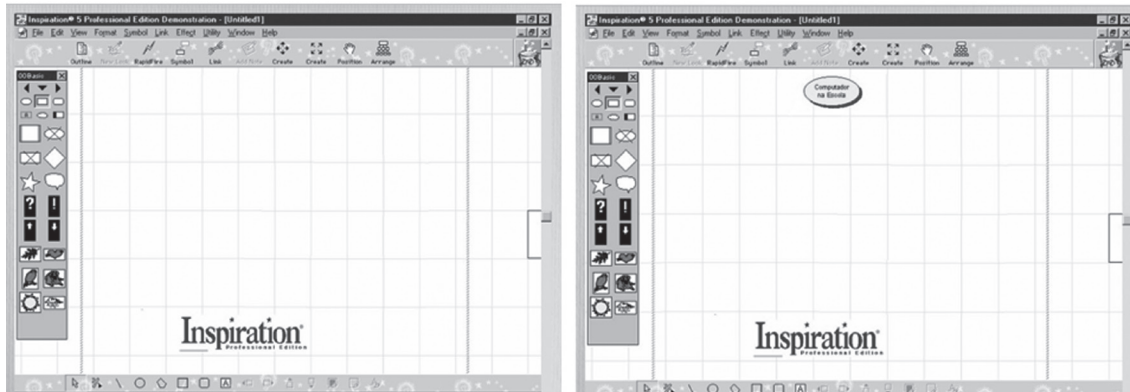 Inspiration® 5 Professional Edition Demonstration - [Untitled1]
File Edit View Format Symbol Link Effect Utility Window Help
Outline New Look RapidFire Symbol Link Add Note Create Create Position Arrange
00Basic
? !
Inspiration®
Professional Edition
A
Inspiration® 5 Professional Edition Demonstration - [Untitled1]
File Edit View Format Symbol Link Effect Utility Window Help
Outline New Look RapidFire Symbol Link Add Note Create Create Position Arrange
00Basic
Computador
na Escola
? !
Inspiration®
Professional Edition
A